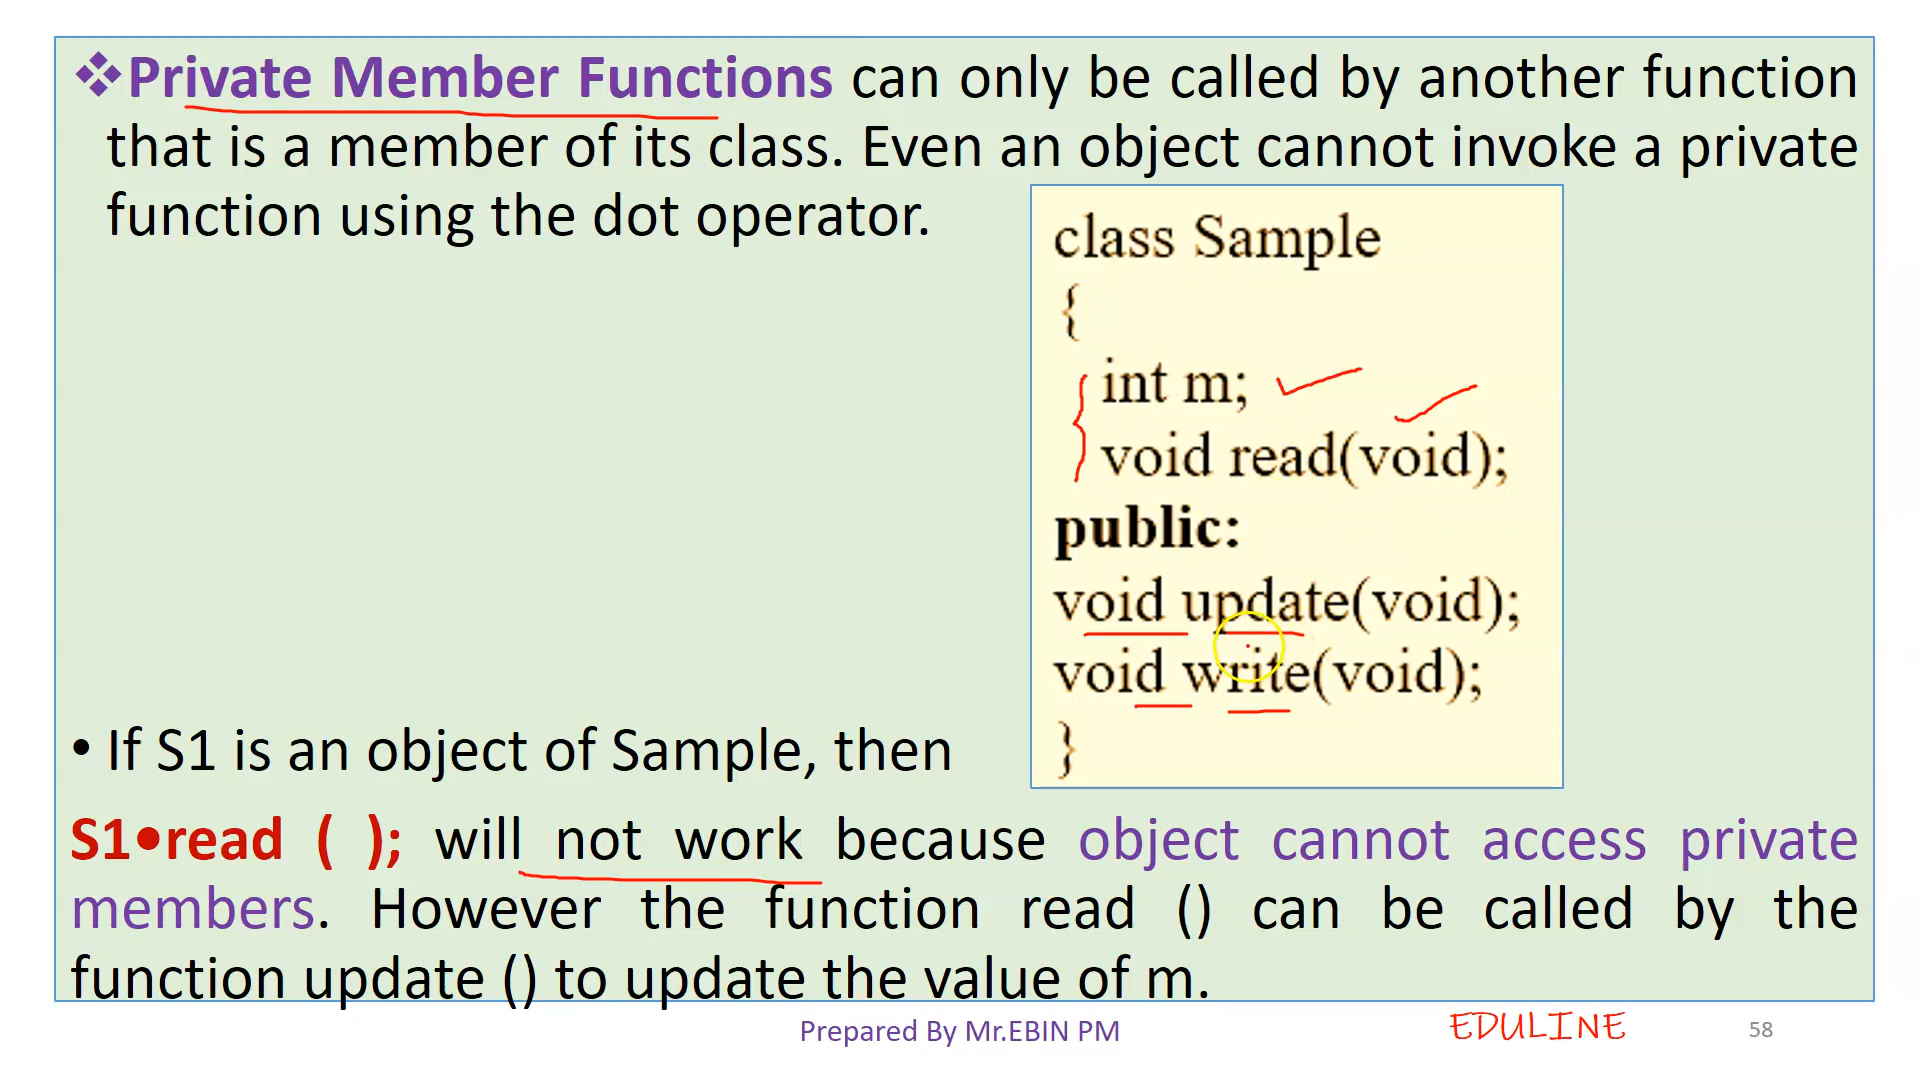 ❖Private Member Functions can only be called by another function
that is a member of its class. Even an object cannot invoke a private
function using the dot operator.
class Sample
{
int m;
void read(void);
public:
void update(void);
void write(void);
}
• If S1 is an object of Sample, then
S1•read ( ); will not work because object cannot access private
members. However the function read () can be called by the
function update () to update the value of m.
Prepared By Mr.EBIN PM
EDULINE
58